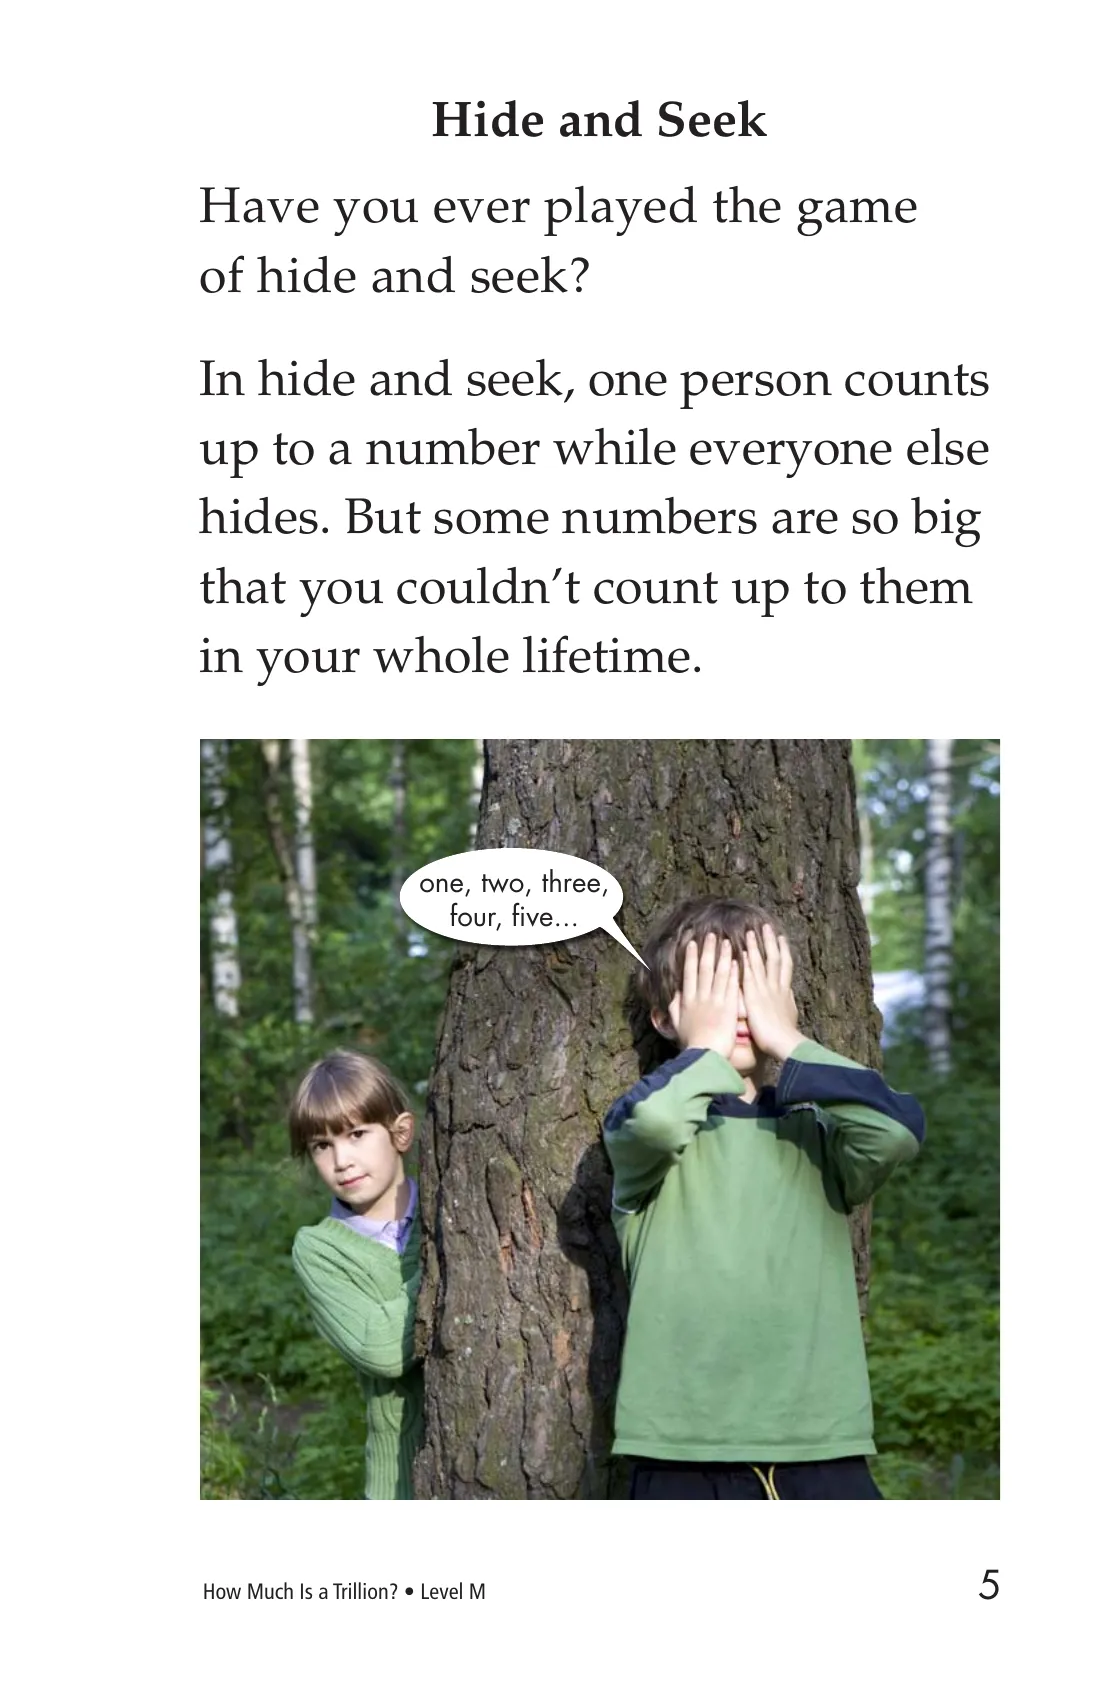 Hide and Seek
Have you ever played the game
of hide and seek?
In hide and seek, one person counts
up to a number while everyone else
hides. But some numbers are so big
that you couldn’t count up to them
in your whole lifetime.
one, two, three,
four, five...
How Much Is a Trillion? • Level M
5